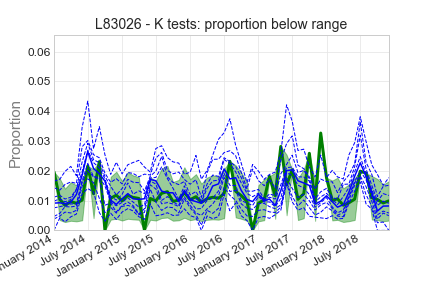 L83026 - K tests: proportion below range
Proportion
0.06
0.05
0.04
0.03
0.02
0.01
0.00
nuary 2014
July 2014
January 2015
July 2015
January 2016
July 2016
January 2017
July 2017
January 2018
July 2018